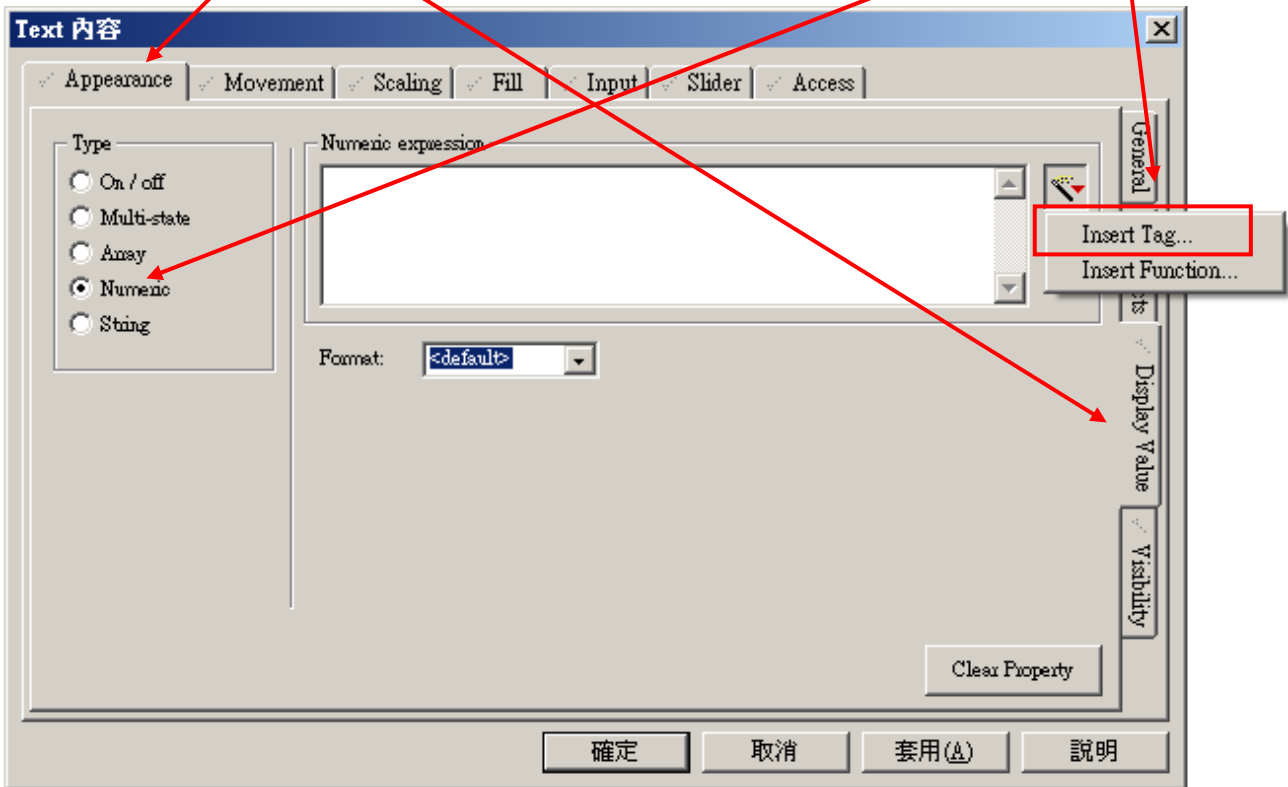 Text 內容
Appearance Movement Scaling Fill Input Slider Access
Type
On / off
Multi-state
Array
Numeric
String
Numeric expression
Format: <default>
General
Insert Tag...
Insert Function...
cts
Display Value
Visibility
Clear Property
確定 取消 套用(A) 說明